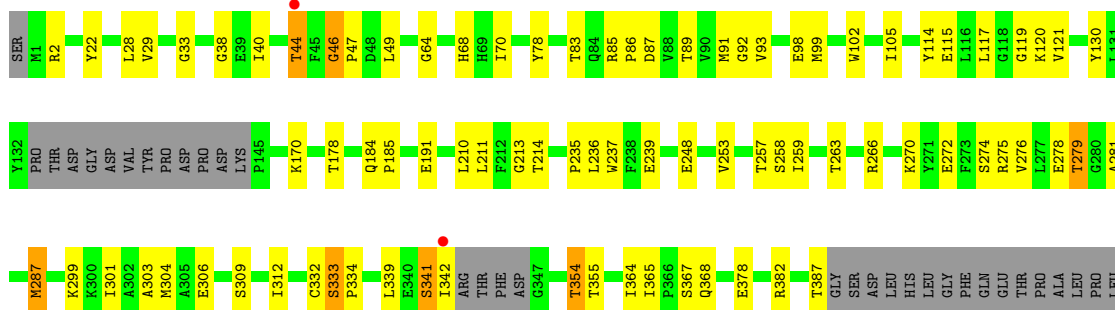 SER M1 R2 Y22 L28 V29 G33 G38 E39 I40 T44 F45 G46 P47 D48 L49 G64 H68 H69 I70 Y78 T83 Q84 R85 P86 D87 V88 T89 V90 M91 G92 V93 E98 M99 W102 I105 Y114 E115 L116 L117 G118 G119 K120 V121 Y130 L131
Y132 PRO THR ASP GLY ASP VAL TYR PRO ASP PRO ASP LYS P145 K170 T178 Q184 P185 E191 L210 L211 F212 G213 T214 P235 L236 W237 F238 E239 E248 V253 T257 S258 I259 T263 R266 K270 Y271 E272 F273 S274 R275 V276 L277 E278 T279 G280 A281
M287 K299 K300 I301 A302 A303 M304 A305 E306 S309 I312 C332 S333 P334 L339 E340 S341 I342 ARG THR PHE ASP G347 T354 T355 I364 I365 P366 S367 Q368 E378 R382 T387 GLY SER ASP LEU HIS LEU GLY PHE GLN GLU THR PRO ALA LEU PRO LEU